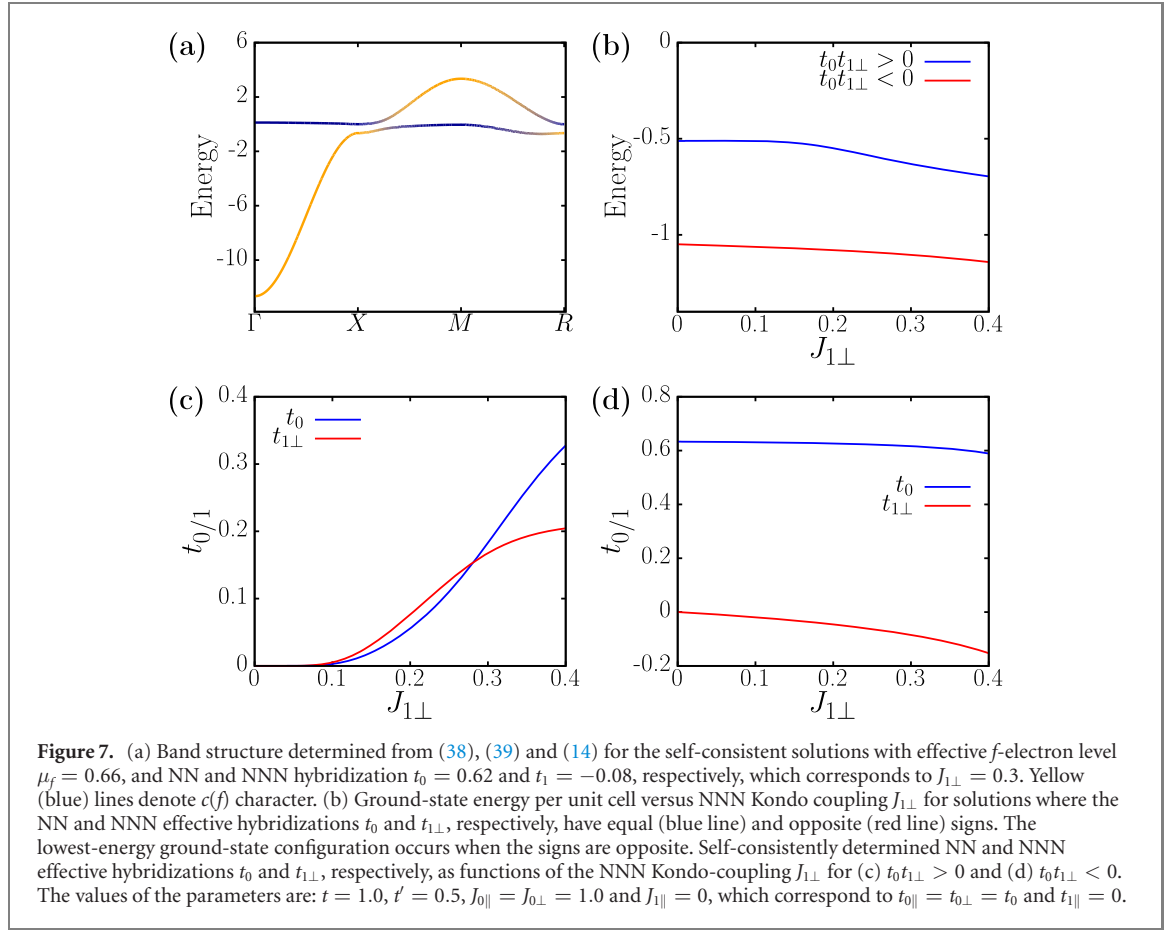 (a)
6
2
-2
-6
-10
Energy
Γ X M R
(b)
0
-0.5
-1
Energy
t₀t₁⊥ > 0
t₀t₁⊥ < 0
0 0.1 0.2 0.3 0.4
J₁⊥
(c)
0.4
0.3
0.2
0.1
0
t₀/₁
t₀
t₁⊥
0 0.1 0.2 0.3 0.4
J₁⊥
(d)
0.8
0.6
0.4
0.2
0
-0.2
t₀/₁
t₀
t₁⊥
0 0.1 0.2 0.3 0.4
J₁⊥
Figure 7. (a) Band structure determined from (38), (39) and (14) for the self-consistent solutions with effective f-electron level
μ_f = 0.66, and NN and NNN hybridization t₀ = 0.62 and t₁ = −0.08, respectively, which corresponds to J₁⊥ = 0.3. Yellow
(blue) lines denote c(f) character. (b) Ground-state energy per unit cell versus NNN Kondo coupling J₁⊥ for solutions where the
NN and NNN effective hybridizations t₀ and t₁⊥, respectively, have equal (blue line) and opposite (red line) signs. The
lowest-energy ground-state configuration occurs when the signs are opposite. Self-consistently determined NN and NNN
effective hybridizations t₀ and t₁⊥, respectively, as functions of the NNN Kondo-coupling J₁⊥ for (c) t₀t₁⊥ > 0 and (d) t₀t₁⊥ < 0.
The values of the parameters are: t = 1.0, t′ = 0.5, J₀∥ = J₀⊥ = 1.0 and J₁∥ = 0, which correspond to t₀∥ = t₀⊥ = t₀ and t₁∥ = 0.